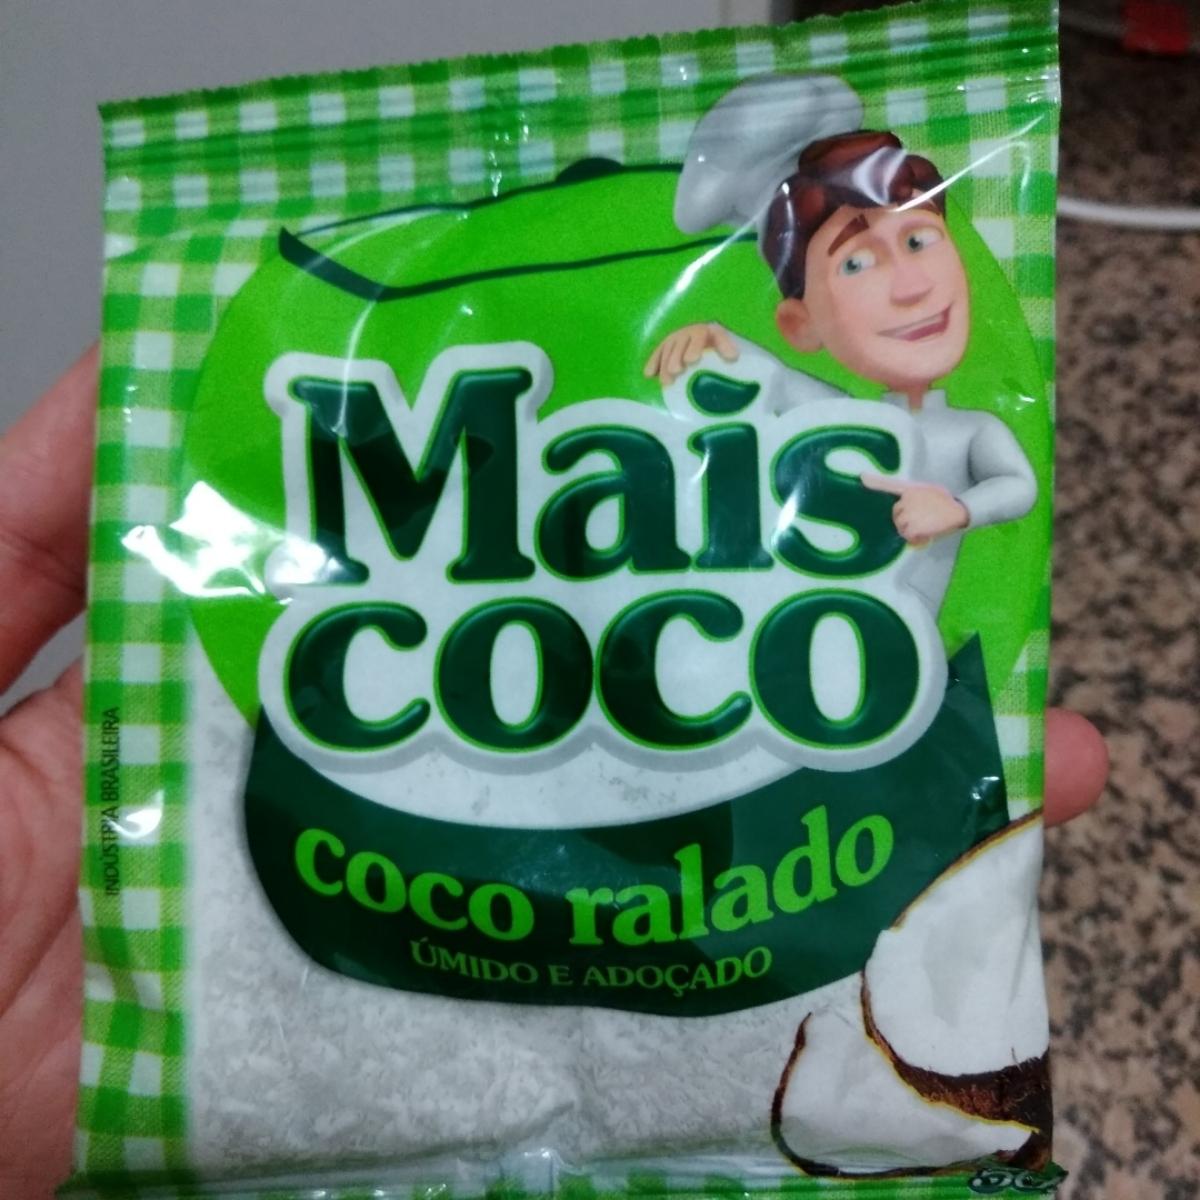 Mais
coco
coco ralado
ÚMIDO E ADOÇADO
INDÚSTRIA BRASILEIRA